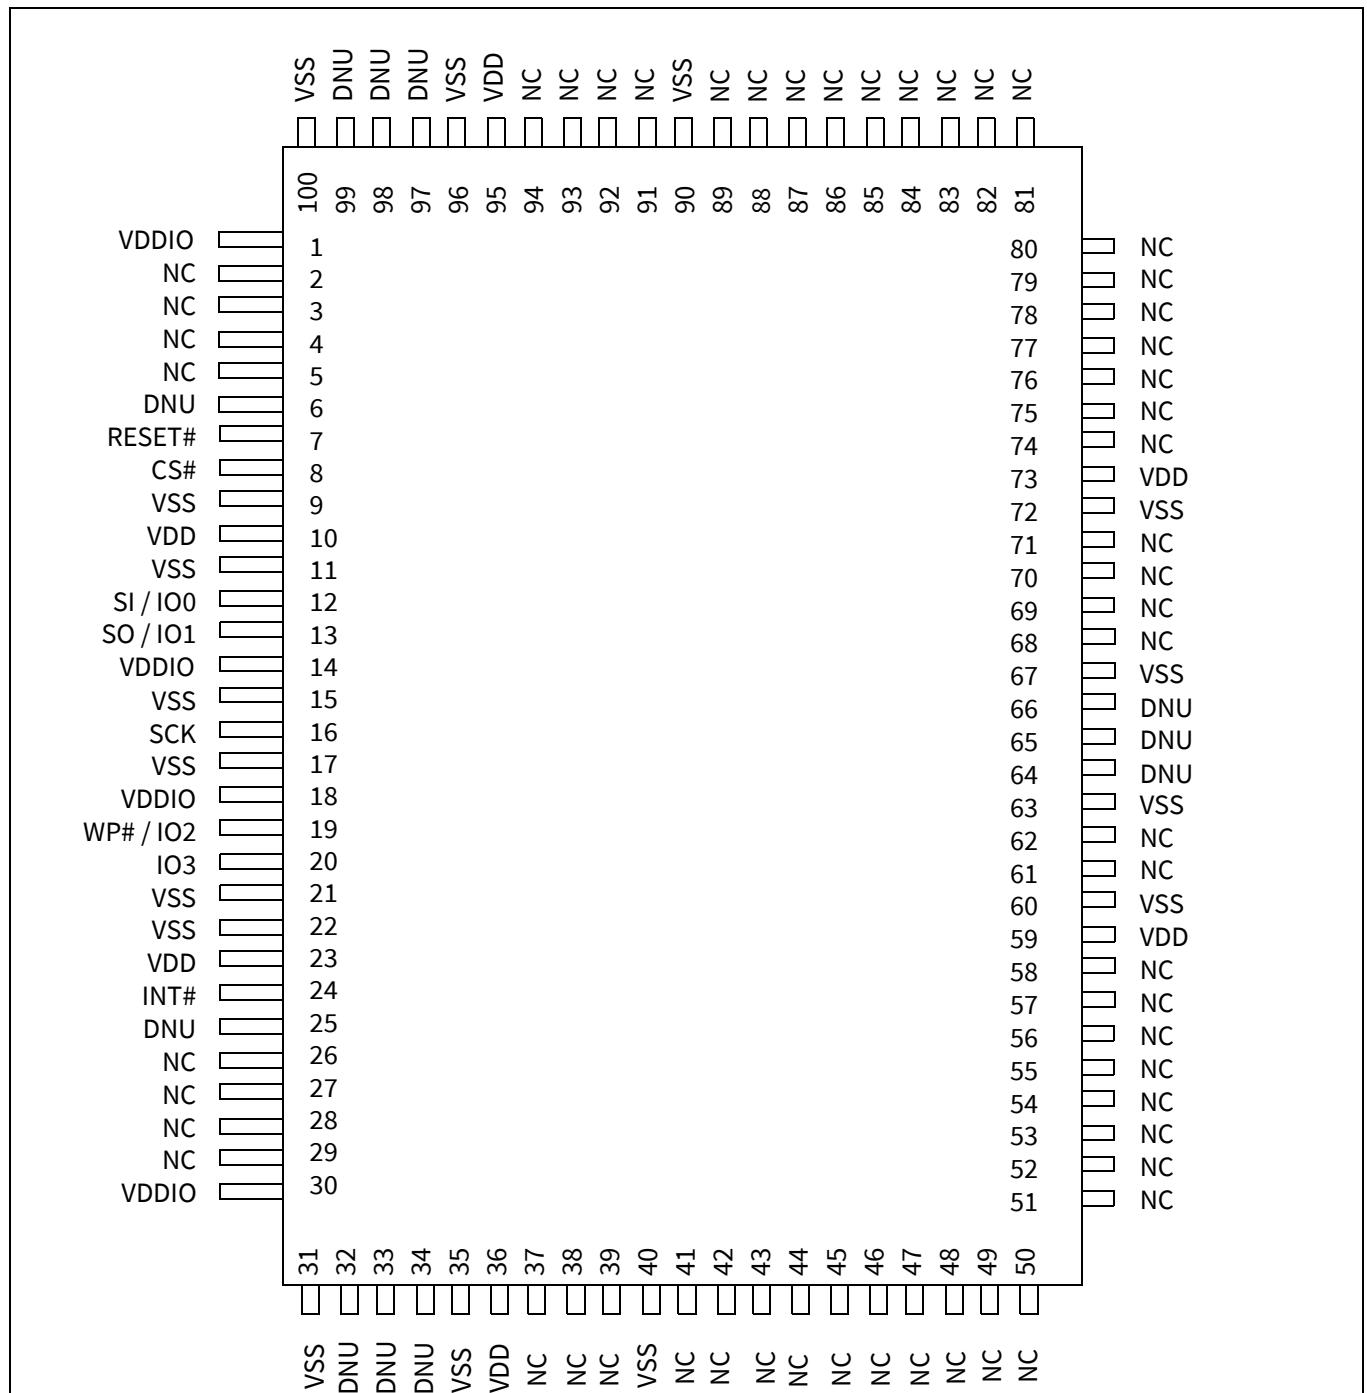 VSS DNU DNU DNU VSS VDD NC NC NC NC VSS NC NC NC NC NC NC NC NC NC
100 99 98 97 96 95 94 93 92 91 90 89 88 87 86 85 84 83 82 81
VDDIO 1 80 NC
NC 2 79 NC
NC 3 78 NC
NC 4 77 NC
NC 5 76 NC
DNU 6 75 NC
RESET# 7 74 NC
CS# 8 73 VDD
VSS 9 72 VSS
VDD 10 71 NC
VSS 11 70 NC
SI / IO0 12 69 NC
SO / IO1 13 68 NC
VDDIO 14 67 VSS
VSS 15 66 DNU
SCK 16 65 DNU
VSS 17 64 DNU
VDDIO 18 63 VSS
WP# / IO2 19 62 NC
IO3 20 61 NC
VSS 21 60 VSS
VSS 22 59 VDD
VDD 23 58 NC
INT# 24 57 NC
DNU 25 56 NC
NC 26 55 NC
NC 27 54 NC
NC 28 53 NC
NC 29 52 NC
VDDIO 30 51 NC
31 32 33 34 35 36 37 38 39 40 41 42 43 44 45 46 47 48 49 50
VSS DNU DNU DNU VSS VDD NC NC NC VSS NC NC NC NC NC NC NC NC NC NC